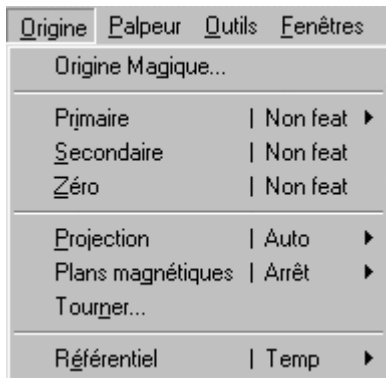 Origine Palpeur Outils Fenêtres
Origine Magique...
Primaire | Non feat
Secondaire | Non feat
Zéro | Non feat
Projection | Auto
Plans magnétiques | Arrêt
Tourner...
Référentiel | Temp